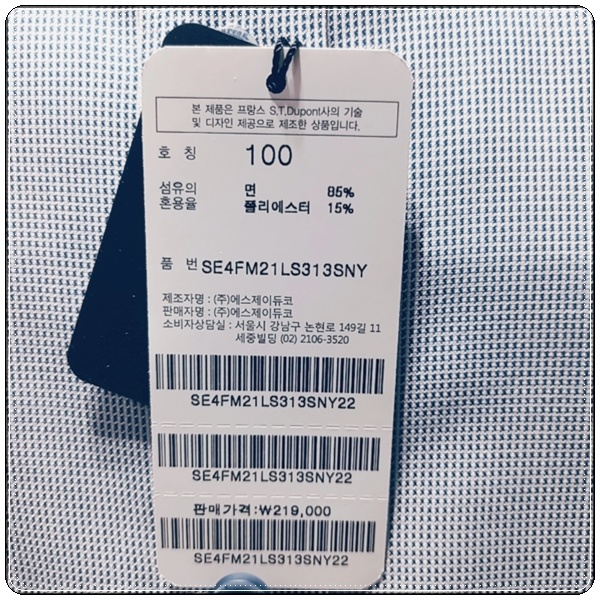 본 제품은 프랑스 S,T,Dupont사의 기술
및 디자인 제공으로 제조한 상품입니다.
호 칭 100
섬유의 면 85%
혼용율 폴리에스터 15%
품 번 SE4FM21LS313SNY
제조자명 : (주)에스제이듀코
판매자명 : (주)에스제이듀코
소비자상담실 : 서울시 강남구 논현로 149길 11
세중빌딩 (02) 2106-3520
SE4FM21LS313SNY22
SE4FM21LS313SNY22
판매가격:₩219,000
SE4FM21LS313SNY22